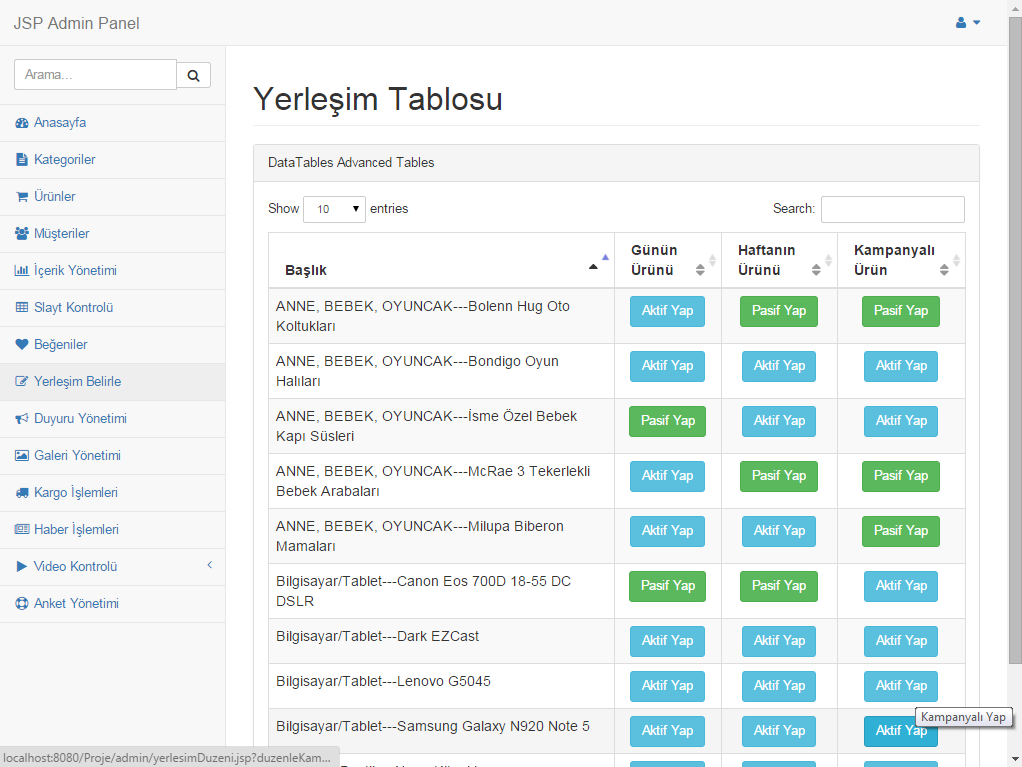 JSP Admin Panel
Arama...
Anasayfa
Kategoriler
Ürünler
Müşteriler
İçerik Yönetimi
Slayt Kontrolü
Beğeniler
Yerleşim Belirle
Duyuru Yönetimi
Galeri Yönetimi
Kargo İşlemleri
Haber İşlemleri
Video Kontrolü
Anket Yönetimi
Yerleşim Tablosu
DataTables Advanced Tables
Show 10 entries Search:
Başlık Günün Ürünü Haftanın Ürünü Kampanyalı Ürün
ANNE, BEBEK, OYUNCAK---Bolenn Hug Oto
Koltukları
Aktif Yap Pasif Yap Pasif Yap
ANNE, BEBEK, OYUNCAK---Bondigo Oyun
Halıları
Aktif Yap Aktif Yap Aktif Yap
ANNE, BEBEK, OYUNCAK---İsme Özel Bebek
Kapı Süsleri
Pasif Yap Aktif Yap Aktif Yap
ANNE, BEBEK, OYUNCAK---McRae 3 Tekerlekli
Bebek Arabaları
Aktif Yap Pasif Yap Pasif Yap
ANNE, BEBEK, OYUNCAK---Milupa Biberon
Mamaları
Aktif Yap Aktif Yap Pasif Yap
Bilgisayar/Tablet---Canon Eos 700D 18-55 DC
DSLR
Pasif Yap Pasif Yap Aktif Yap
Bilgisayar/Tablet---Dark EZCast Aktif Yap Aktif Yap Aktif Yap
Bilgisayar/Tablet---Lenovo G5045 Aktif Yap Aktif Yap Aktif Yap
Bilgisayar/Tablet---Samsung Galaxy N920 Note 5 Aktif Yap Aktif Yap Aktif Yap
Kampanyalı Yap
localhost:8080/Proje/admin/yerlesimDuzeni.jsp?duzenleKam...